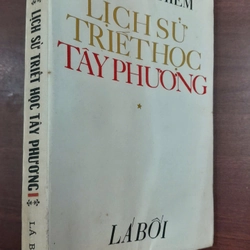 LỊCH SỬ
TRIẾT HỌC
TÂY PHƯƠNG
*
LÁ BỐI
LỊCH SỬ TRIẾT HỌC TÂY PHƯƠNG I